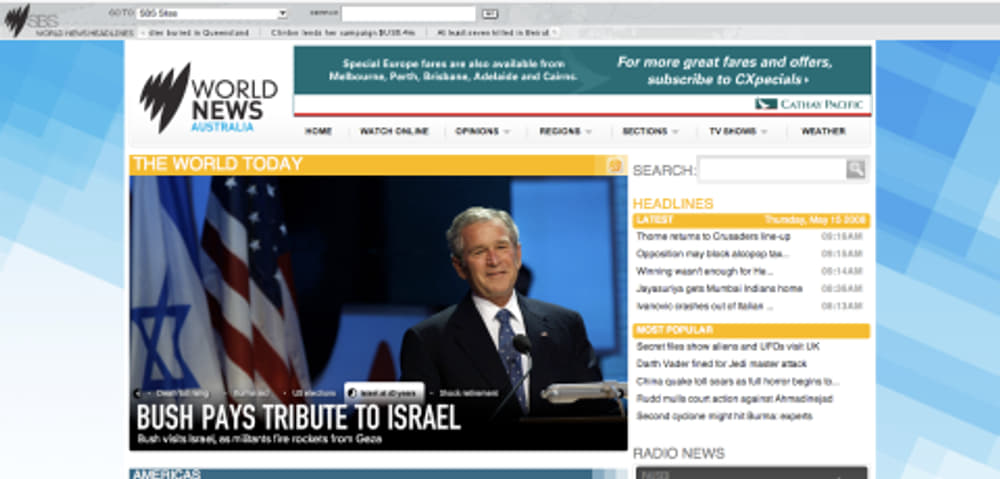 SBS
GO TO SBS Sites
SEARCH
GO
WORLD NEWS HEADLINES
ster buried in Queensland | Clinton lends her campaign $US6.4m | At least seven killed in Beirut
WORLD
NEWS
AUSTRALIA
Special Europe fares are also available from
Melbourne, Perth, Brisbane, Adelaide and Cairns.
For more great fares and offers,
subscribe to CXpecials
CATHAY PACIFIC
HOME WATCH ONLINE OPINIONS REGIONS SECTIONS TV SHOWS WEATHER
THE WORLD TODAY
US elections Israel at 60 years Stock retirement
BUSH PAYS TRIBUTE TO ISRAEL
Bush visits Israel, as militants fire rockets from Gaza
AMERICAS
SEARCH:
HEADLINES
LATEST Thursday, May 15 2008
Thorne returns to Crusaders line-up 09:16AM
Opposition may block alcopop tax... 09:15AM
Winning wasn't enough for He... 09:14AM
Jayasuriya gets Mumbai Indians home 08:36AM
Ivanovic crashes out of Italian ... 08:13AM
MOST POPULAR
Secret files show aliens and UFOs visit UK
Darth Vader fined for Jedi master attack
China quake toll soars as full horror begins to...
Rudd mulls court action against Ahmadinejad
Second cyclone might hit Burma: experts
RADIO NEWS